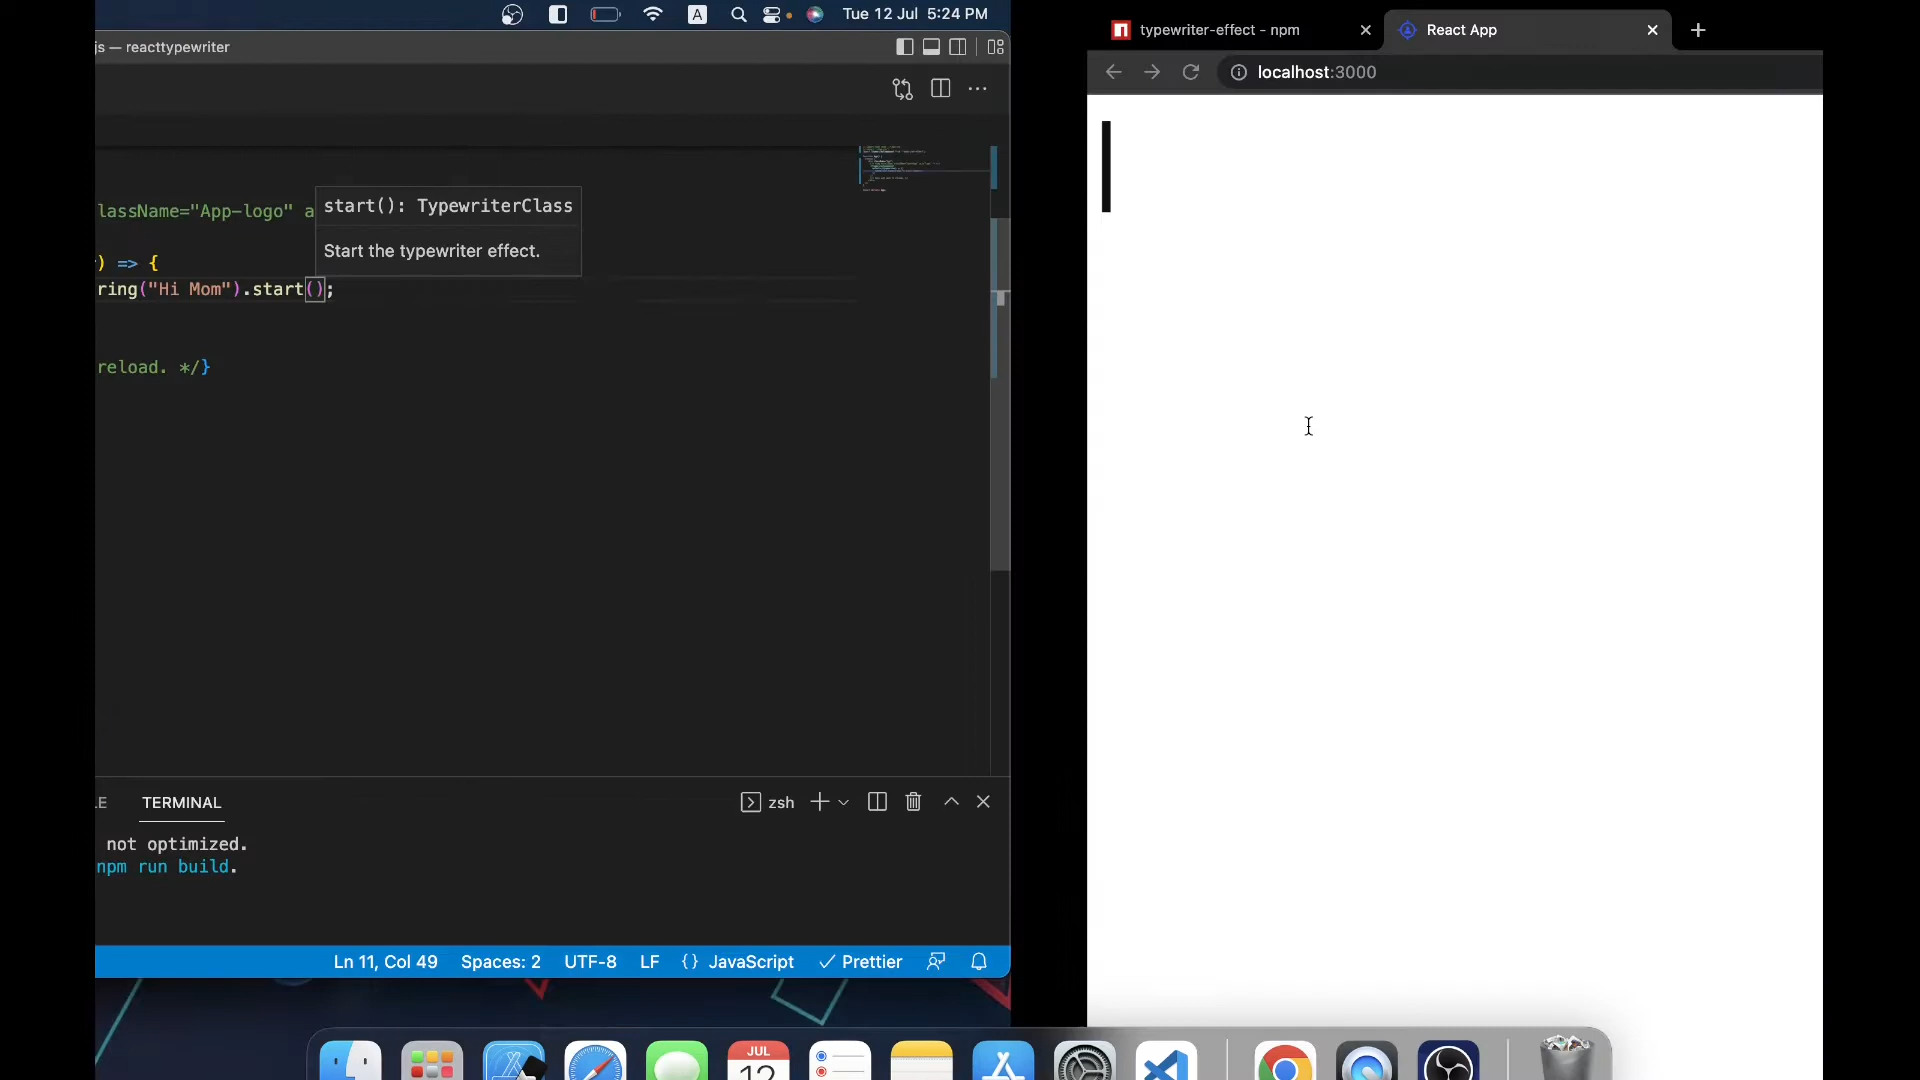 A
Tue 12 Jul 5:24 PM
js — reacttypewriter
lassName="App-logo" a
start(): TypewriterClass
Start the typewriter effect.
) => {
ring("Hi Mom").start();
reload. */}
LE
TERMINAL
zsh
not optimized.
npm run build.
Ln 11, Col 49
Spaces: 2
UTF-8
LF
{} JavaScript
Prettier
typewriter-effect - npm
React App
localhost:3000
JUL
12